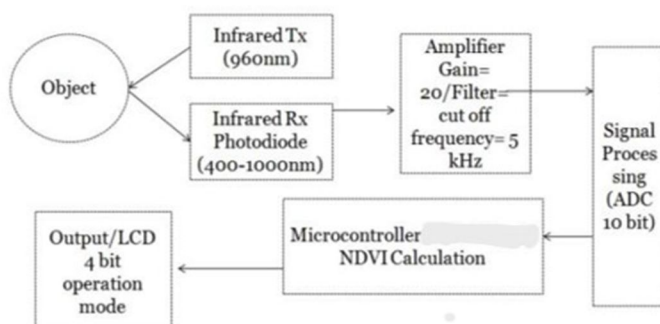 Object
Infrared Tx
(960nm)
Infrared Rx
Photodiode
(400-1000nm)
Amplifier
Gain=
20/Filter=
cut off
frequency= 5
kHz
Signal
Proces
sing
(ADC
10 bit)
Microcontroller
NDVI Calculation
Output/LCD
4 bit
operation
mode